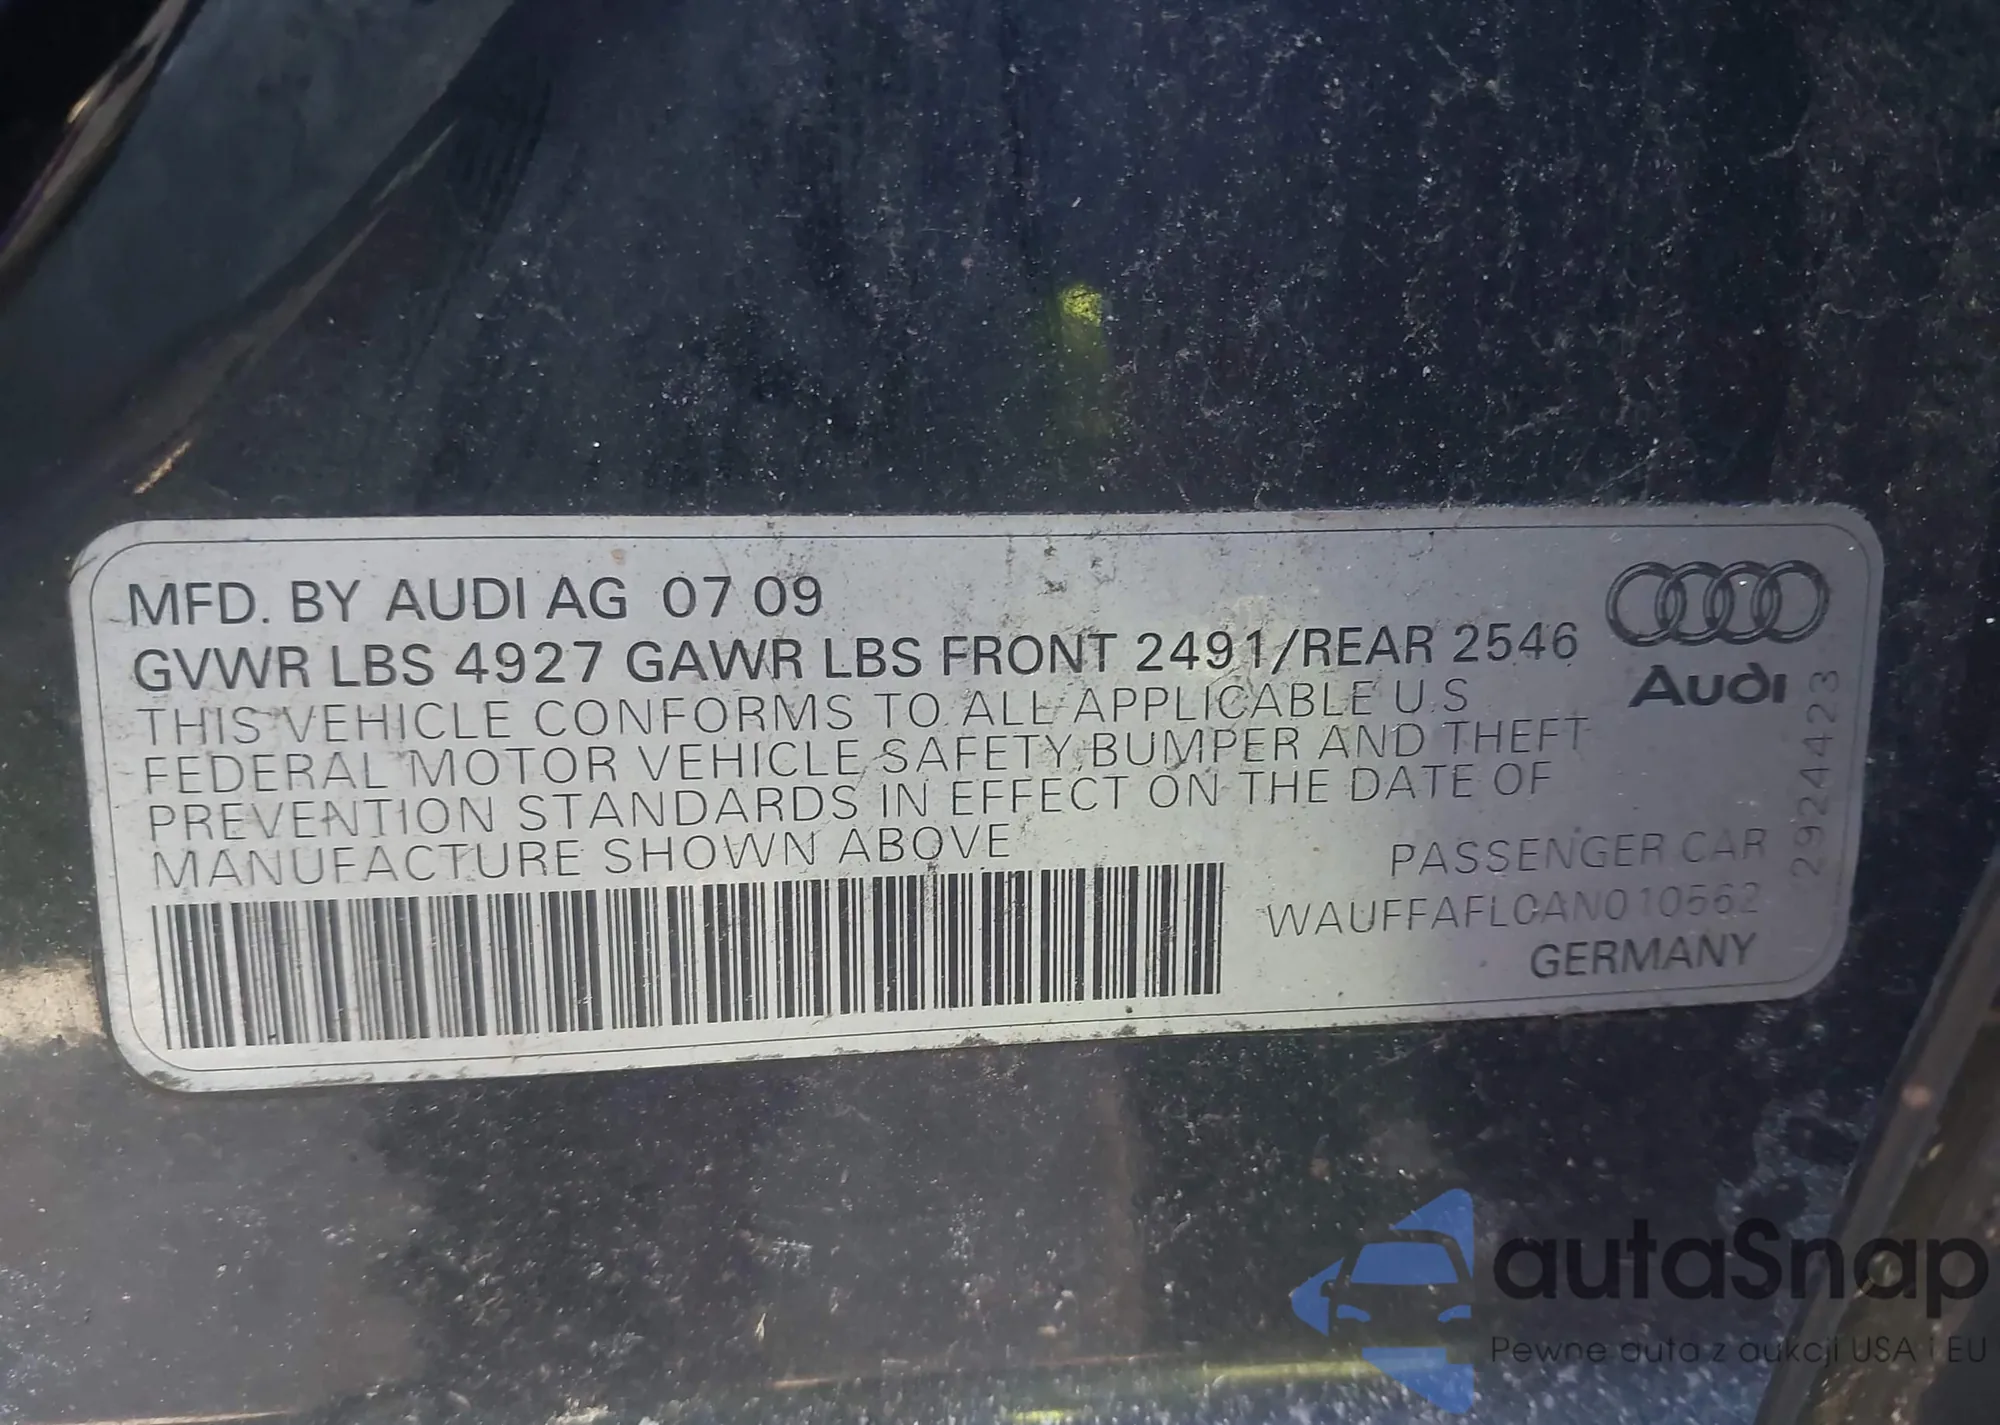 MFD. BY AUDI AG 07 09
GVWR LBS 4927 GAWR LBS FRONT 2491/REAR 2546
THIS VEHICLE CONFORMS TO ALL APPLICABLE U.S
FEDERAL MOTOR VEHICLE SAFETY, BUMPER AND THEFT
PREVENTION STANDARDS IN EFFECT ON THE DATE OF
MANUFACTURE SHOWN ABOVE
Audi
2924423
PASSENGER CAR
WAUFFAFL0AN010562
GERMANY
autaSnap
Pewne auta z aukcji USA i EU